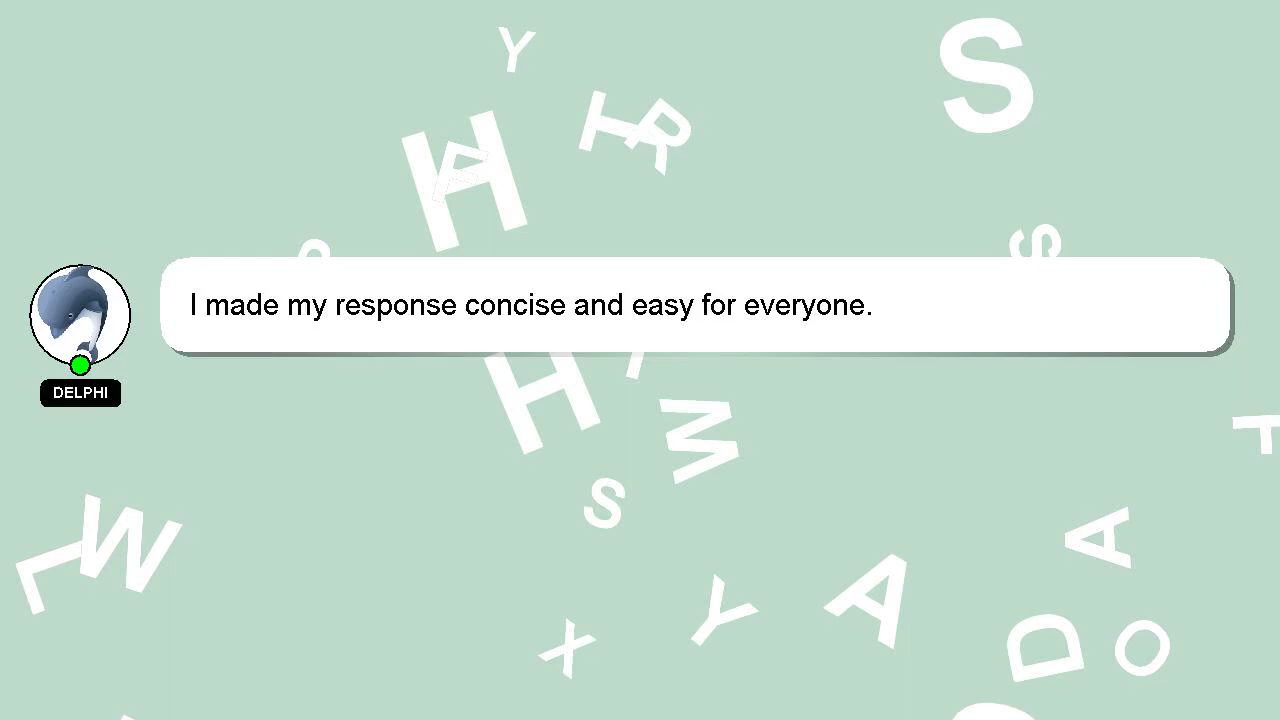 I made my response concise and easy for everyone.
DELPHI
Y
S
T
R
H
A
S
H
W
T
S
W
L
A
A
Y
X
D
O